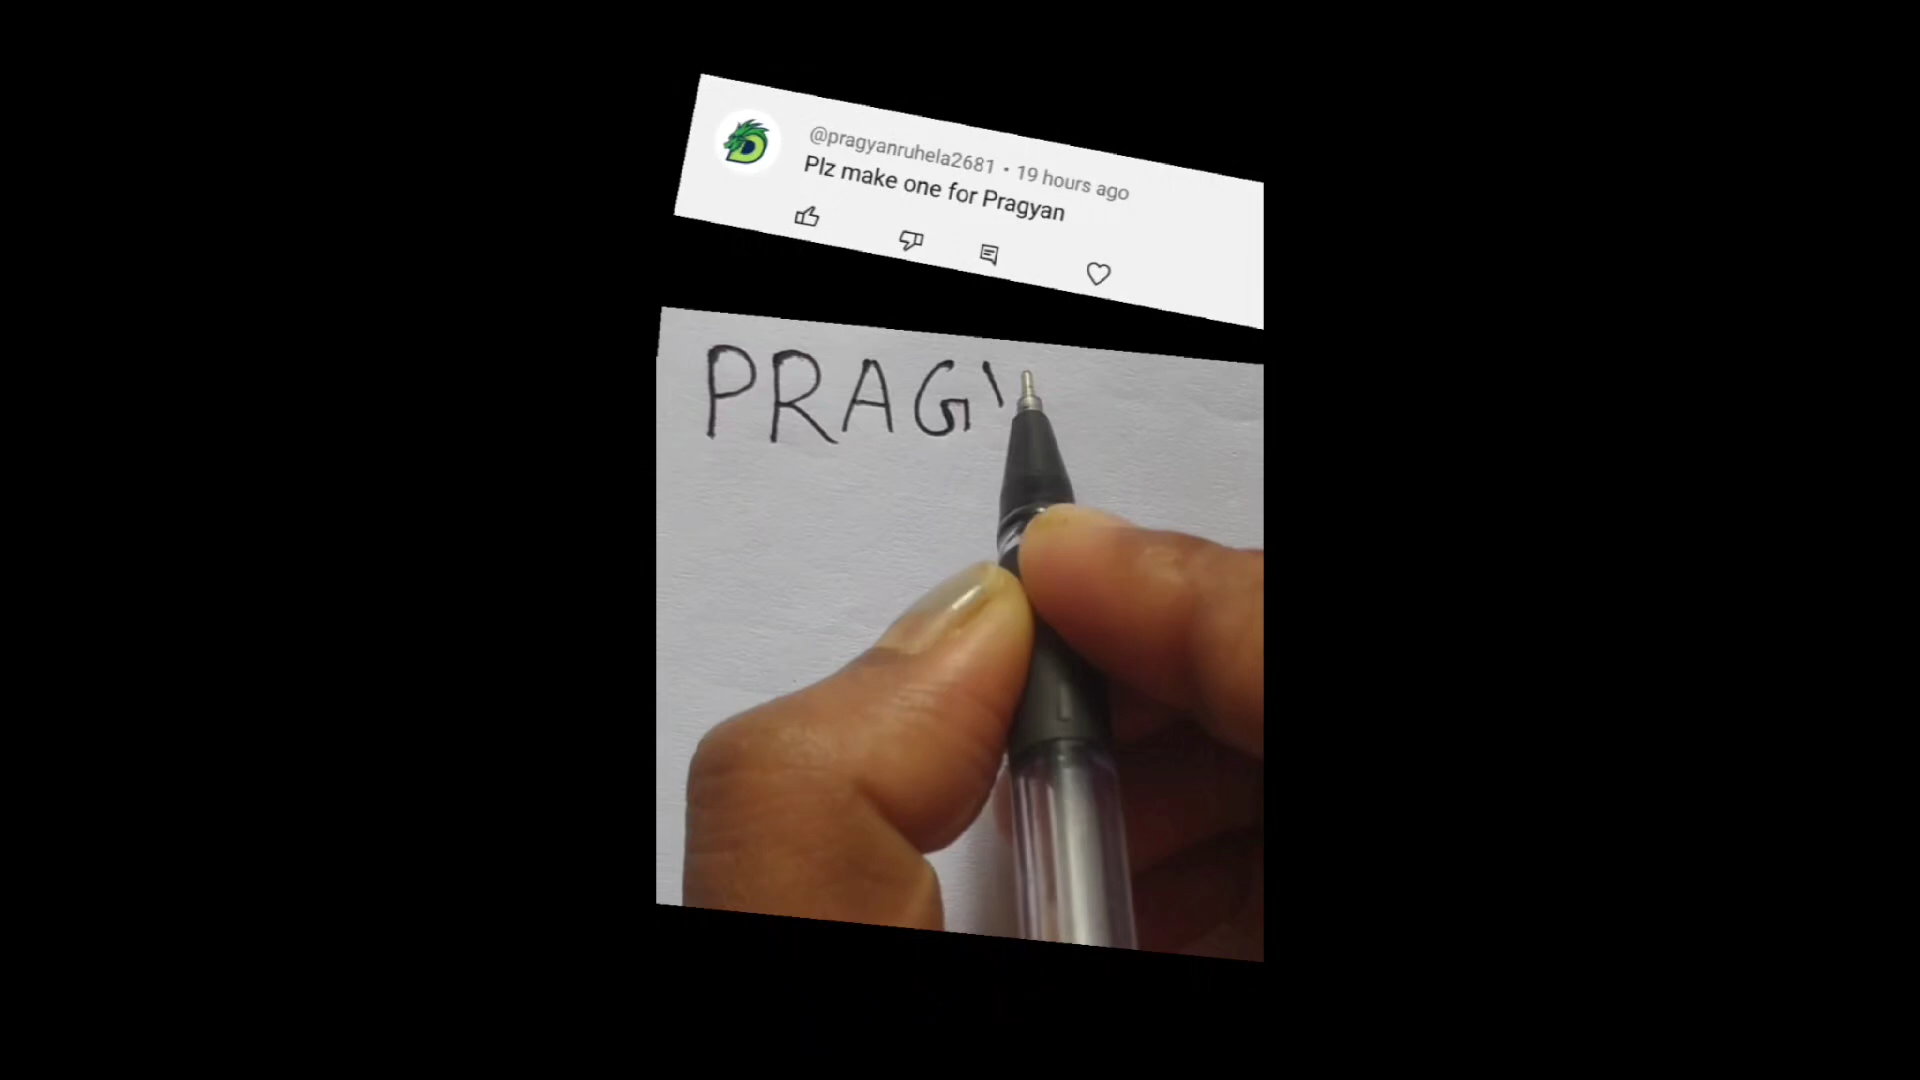 @pragyanruhela2681 • 19 hours ago
Plz make one for Pragyan
PRAG